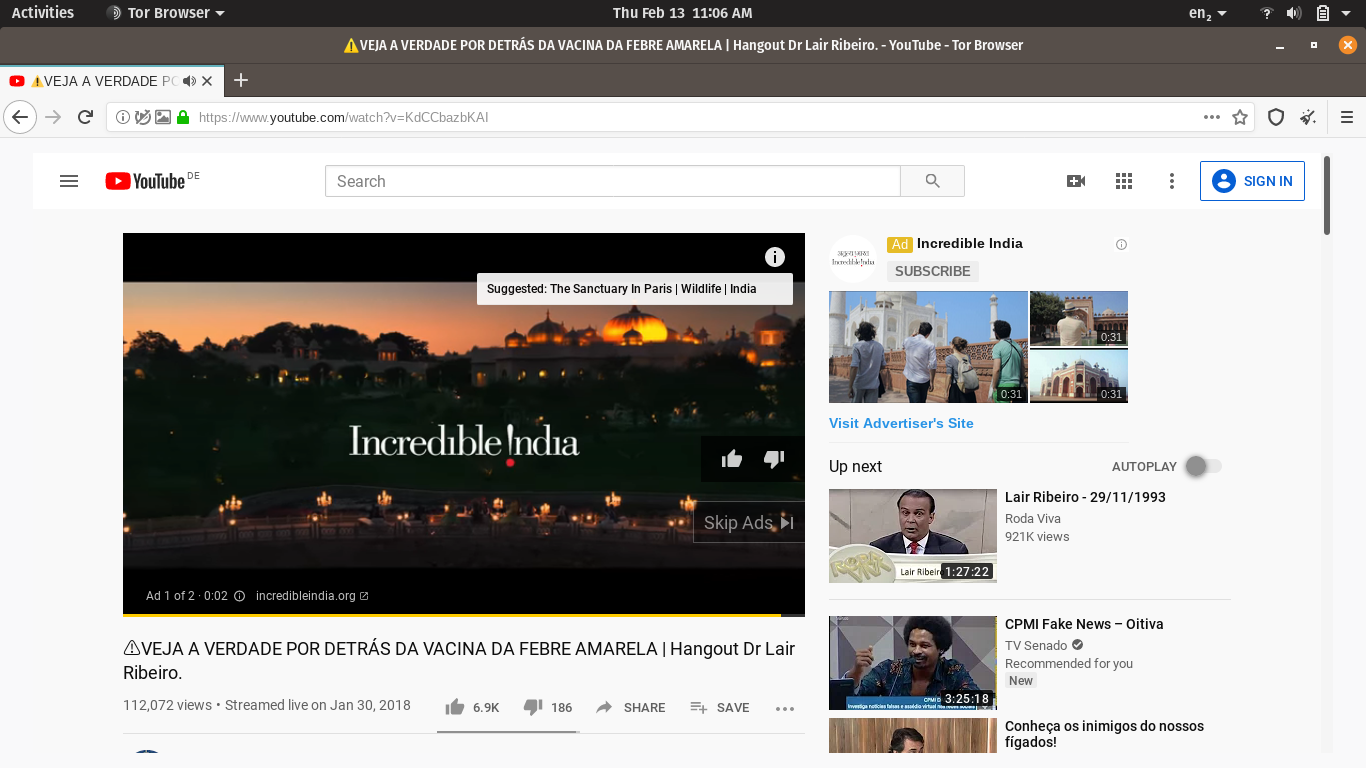 Activities
Tor Browser
Thu Feb 13 11:06 AM
en₂
⚠VEJA A VERDADE POR DETRÁS DA VACINA DA FEBRE AMARELA | Hangout Dr Lair Ribeiro. - YouTube - Tor Browser
⚠VEJA A VERDADE PO
https://www.youtube.com/watch?v=KdCCbazbKAI
YouTube DE
Search
SIGN IN
Suggested: The Sanctuary In Paris | Wildlife | India
Incredible !ndia
Skip Ads
Ad 1 of 2 · 0:02
incredibleindia.org
⚠VEJA A VERDADE POR DETRÁS DA VACINA DA FEBRE AMARELA | Hangout Dr Lair
Ribeiro.
112,072 views • Streamed live on Jan 30, 2018
6.9K
186
SHARE
SAVE
Incredible !ndia
Ad Incredible India
SUBSCRIBE
0:31
0:31
0:31
Visit Advertiser's Site
Up next
AUTOPLAY
Lair Ribeiro
1:27:22
Lair Ribeiro - 29/11/1993
Roda Viva
921K views
3:25:18
CPMI Fake News – Oitiva
TV Senado
Recommended for you
New
Conheça os inimigos do nossos
fígados!